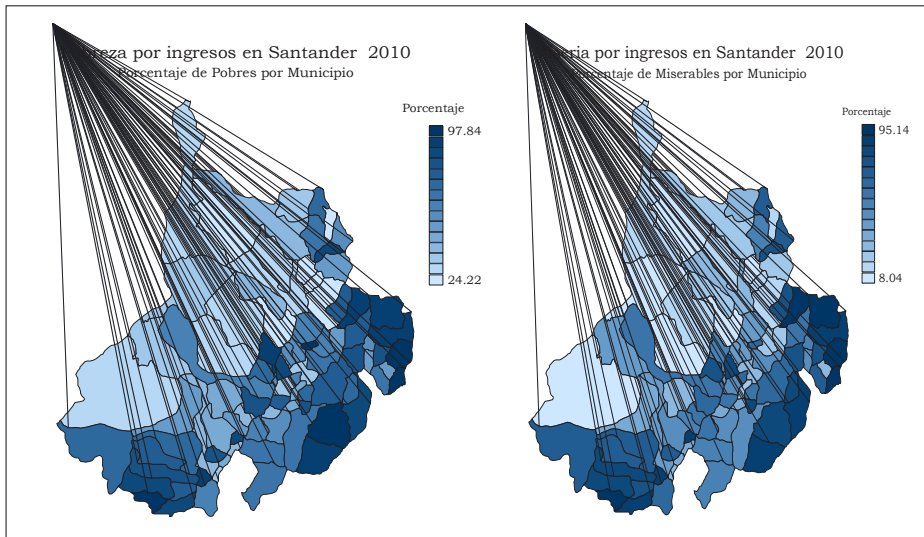 por ingresos en Santander 2010
Porcentaje de Pobres por Municipio
Porcentaje
97.84
24.22
por ingresos en Santander 2010
Porcentaje de Miserables por Municipio
Porcentaje
95.14
8.04